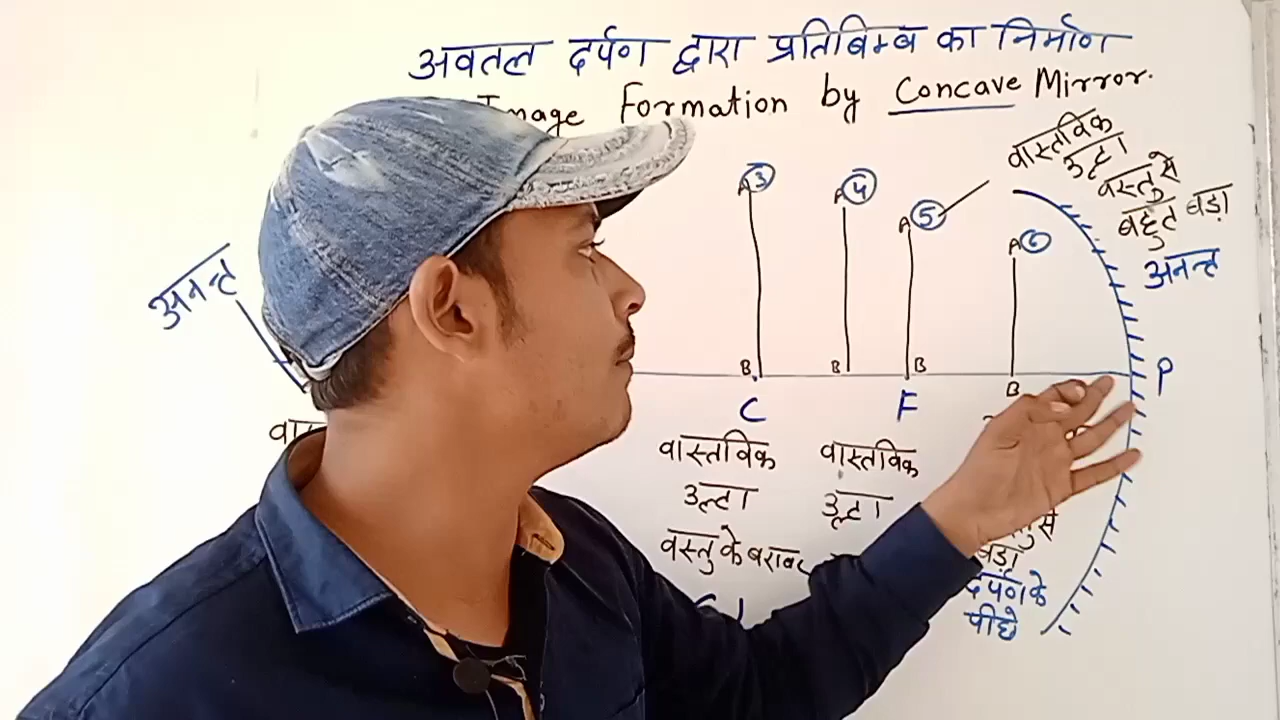 अवतल दर्पण द्वारा प्रतिबिम्ब का निर्माण
Image Formation by Concave Mirror.
वास्तविक
उल्टा
वस्तु से
बहुत बड़ा
अनन्त
अनन्त
A 3
A 4
A 5
A 6
B
B
B
B
P
C
F
वास्तविक
उल्टा
वस्तु के बराबर
वास्तविक
उल्टा
बड़ा
दर्पण के
पीछे